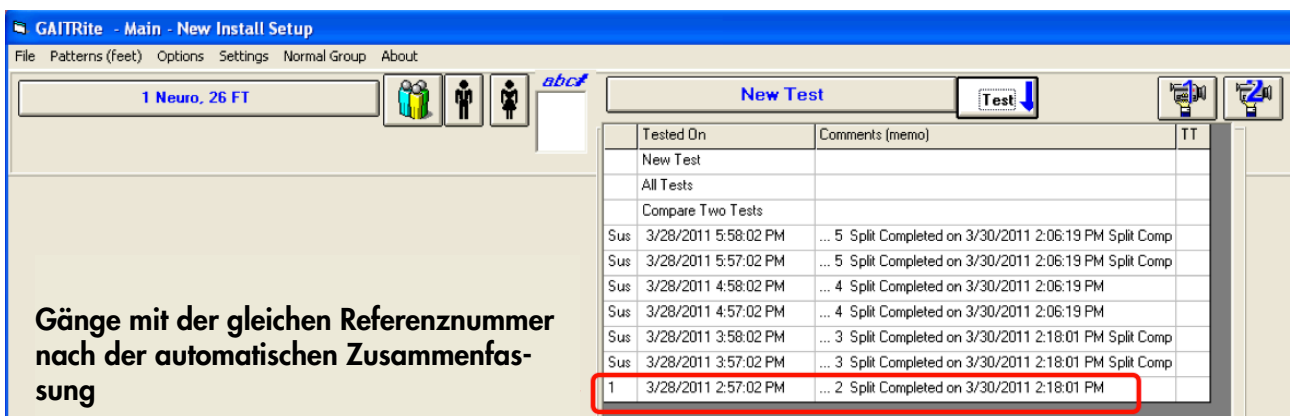 GAITRite - Main - New Install Setup
File Patterns (feet) Options Settings Normal Group About
1 Neuro, 26 FT
abc#
New Test
Test
1
2
Tested On Comments (memo) TT
New Test
All Tests
Compare Two Tests
Sus 3/28/2011 5:58:02 PM ... 5 Split Completed on 3/30/2011 2:06:19 PM Split Comp
Sus 3/28/2011 5:57:02 PM ... 5 Split Completed on 3/30/2011 2:06:19 PM Split Comp
Sus 3/28/2011 4:58:02 PM ... 4 Split Completed on 3/30/2011 2:06:19 PM
Sus 3/28/2011 4:57:02 PM ... 4 Split Completed on 3/30/2011 2:06:19 PM
Sus 3/28/2011 3:58:02 PM ... 3 Split Completed on 3/30/2011 2:18:01 PM Split Comp
Sus 3/28/2011 3:57:02 PM ... 3 Split Completed on 3/30/2011 2:18:01 PM Split Comp
1 3/28/2011 2:57:02 PM ... 2 Split Completed on 3/30/2011 2:18:01 PM
Gänge mit der gleichen Referenznummer
nach der automatischen Zusammenfas-
sung